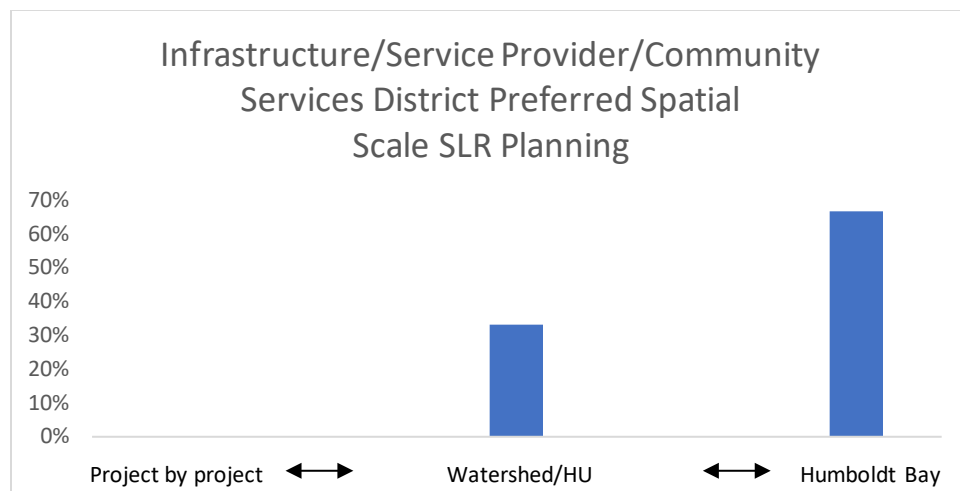 Infrastructure/Service Provider/Community
Services District Preferred Spatial
Scale SLR Planning
70%
60%
50%
40%
30%
20%
10%
0%
Project by project Watershed/HU Humboldt Bay